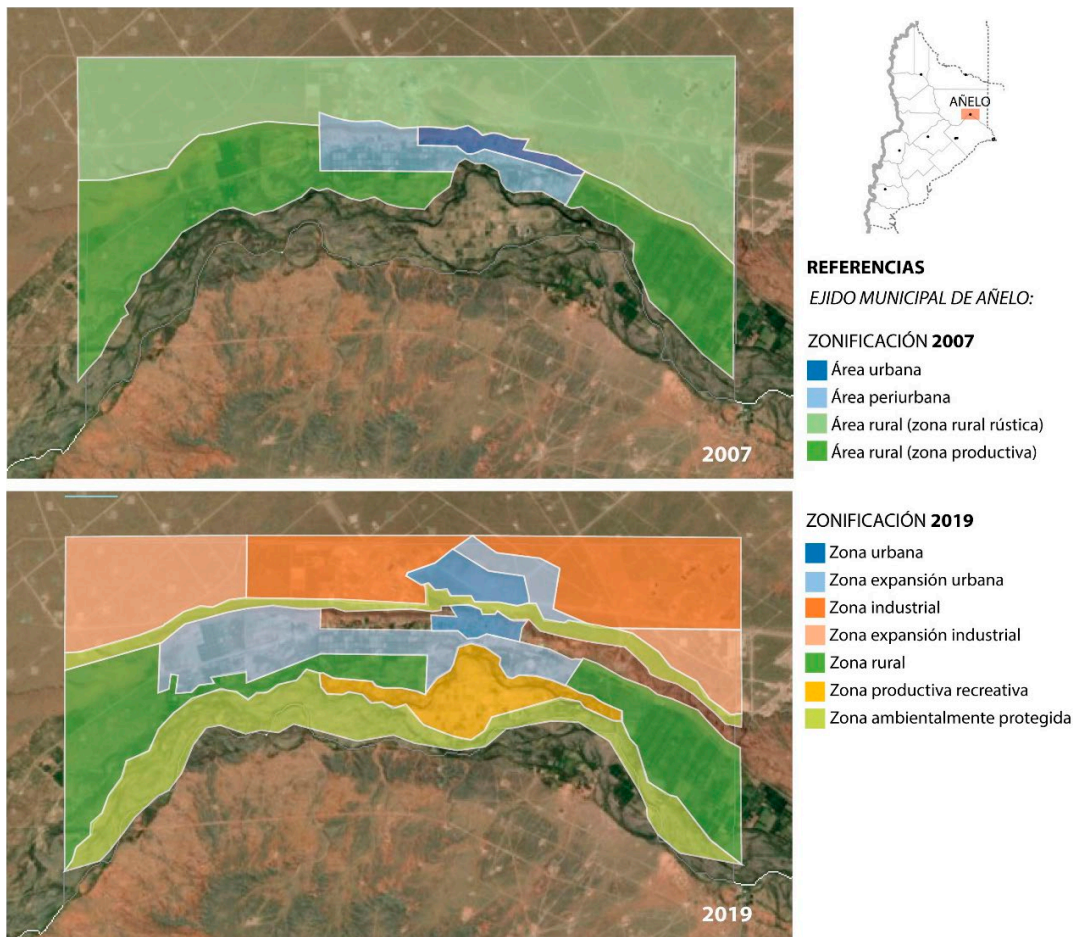 AÑELO
REFERENCIAS
EJIDO MUNICIPAL DE AÑELO:
ZONIFICACIÓN 2007
Área urbana
Área periurbana
Área rural (zona rural rústica)
Área rural (zona productiva)
2007
ZONIFICACIÓN 2019
Zona urbana
Zona expansión urbana
Zona industrial
Zona expansión industrial
Zona rural
Zona productiva recreativa
Zona ambientalmente protegida
2019